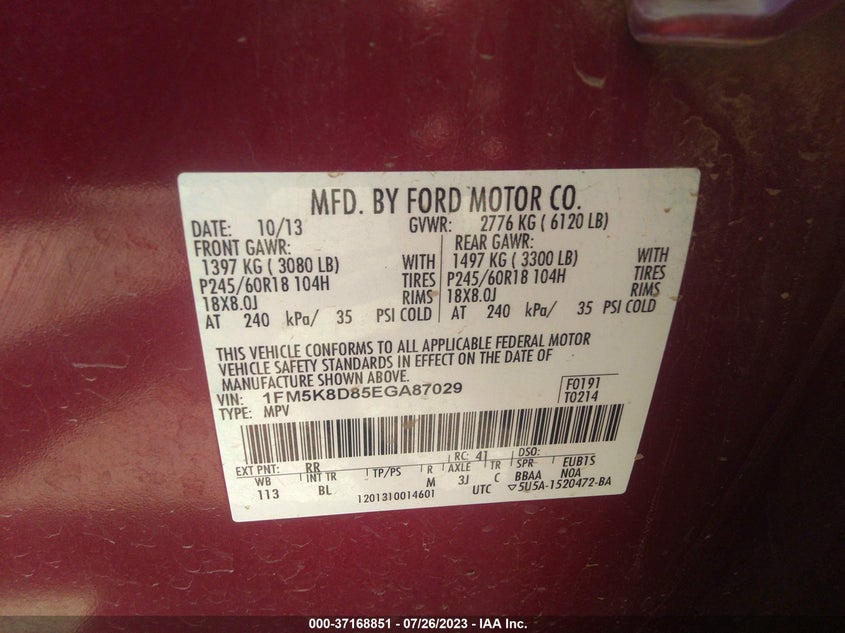 MFD. BY FORD MOTOR CO.
DATE: 10/13 GVWR: 2776 KG ( 6120 LB)
FRONT GAWR: REAR GAWR:
1397 KG ( 3080 LB) WITH 1497 KG ( 3300 LB) WITH
P245/60R18 104H TIRES P245/60R18 104H TIRES
18X8.0J RIMS 18X8.0J RIMS
AT 240 kPa/ 35 PSI COLD AT 240 kPa/ 35 PSI COLD
THIS VEHICLE CONFORMS TO ALL APPLICABLE FEDERAL MOTOR
VEHICLE SAFETY STANDARDS IN EFFECT ON THE DATE OF
MANUFACTURE SHOWN ABOVE.
VIN: 1FM5K8D85EGA87029 F0191
TYPE: MPV T0214
EXT PNT: RR RC: 41 DSO:
WB INT TR TP/PS R AXLE TR SPR EUB1S
113 BL M 3J C BBAA NOA
1201310014601 UTC ▽5U5A-1520472-BA
000-37168851 / 07/26/2023 - IAA Inc.